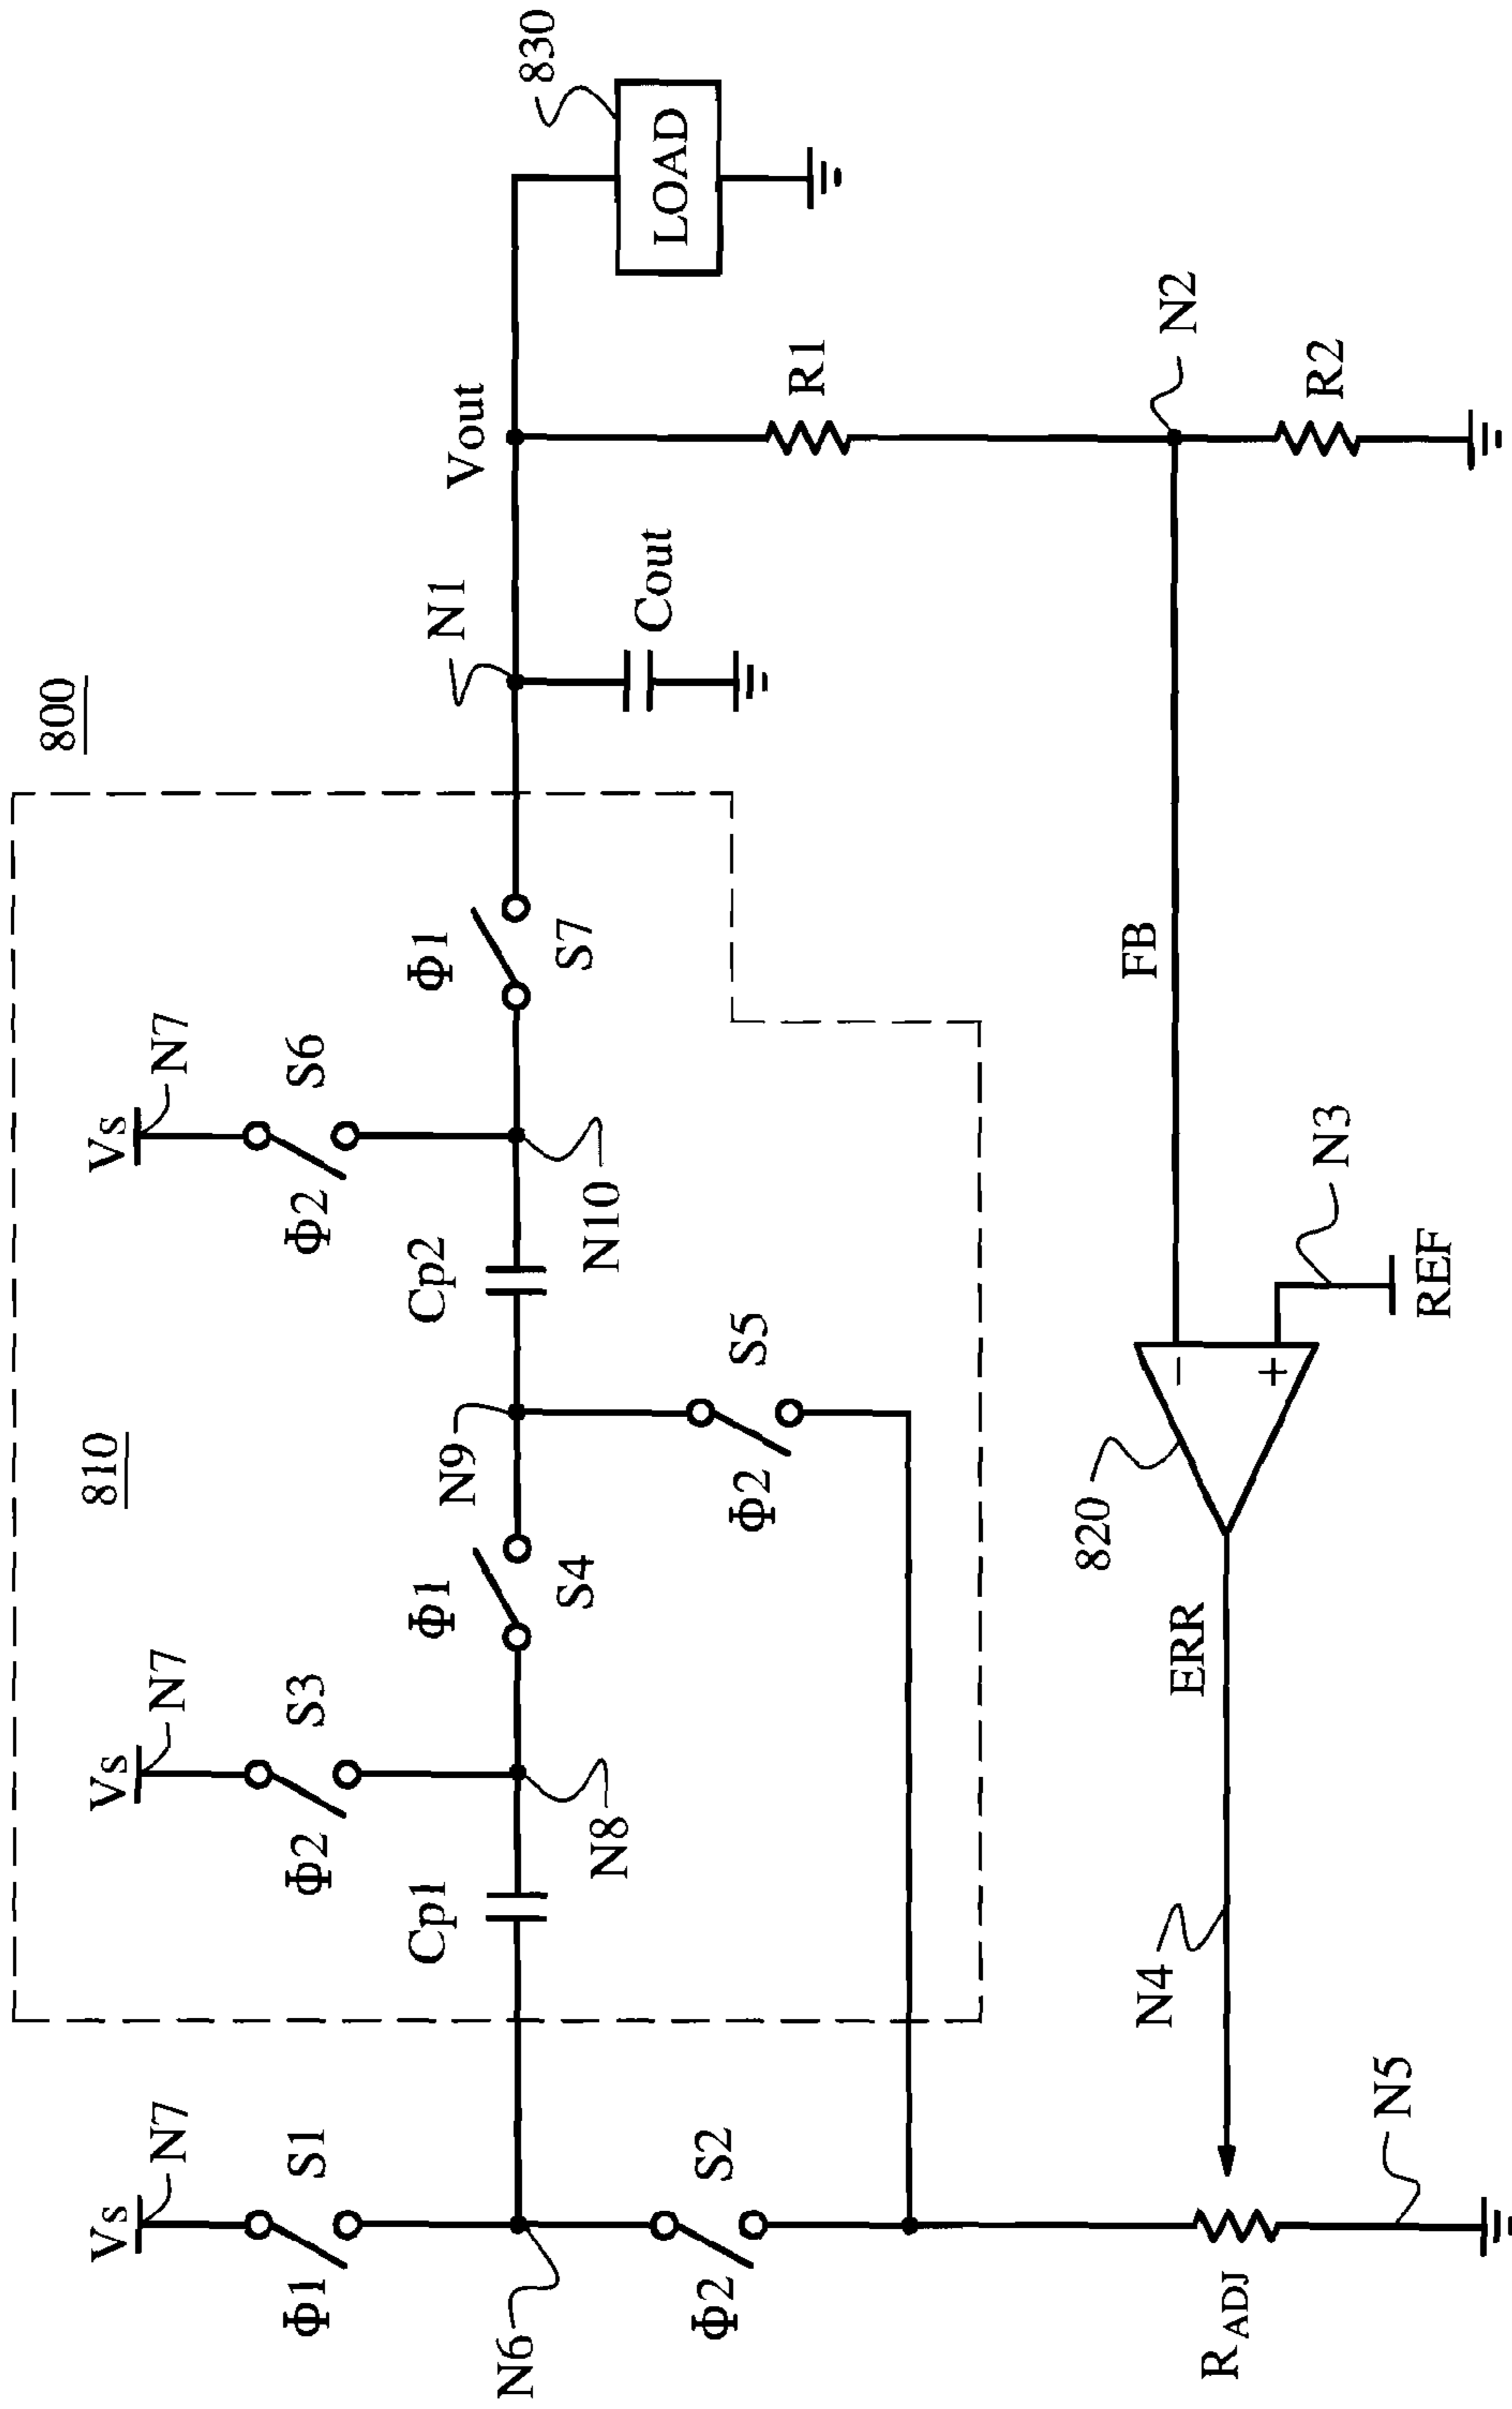 800
810
Vs
N7
Φ1
S1
N6
Φ2
S2
Cp1
Vs
N7
Φ2
S3
N8
Φ1
S4
N9
Φ2
S5
Cp2
Vs
N7
Φ2
S6
N10
Φ1
S7
N1
Cout
Vout
830
LOAD
R1
N2
R2
FB
−
+
820
N3
REF
ERR
N4
RADJ
N5